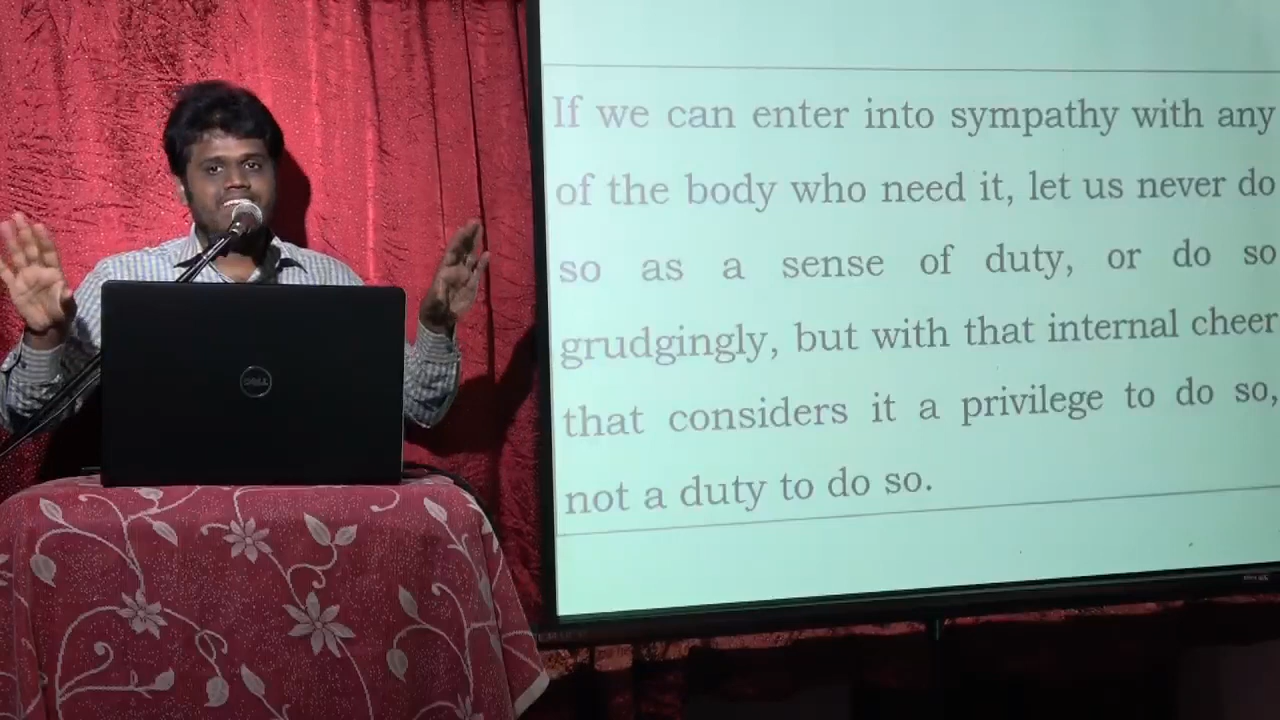 If we can enter into sympathy with any
of the body who need it, let us never do
so as a sense of duty, or do so
grudgingly, but with that internal cheer
that considers it a privilege to do so,
not a duty to do so.
DELL